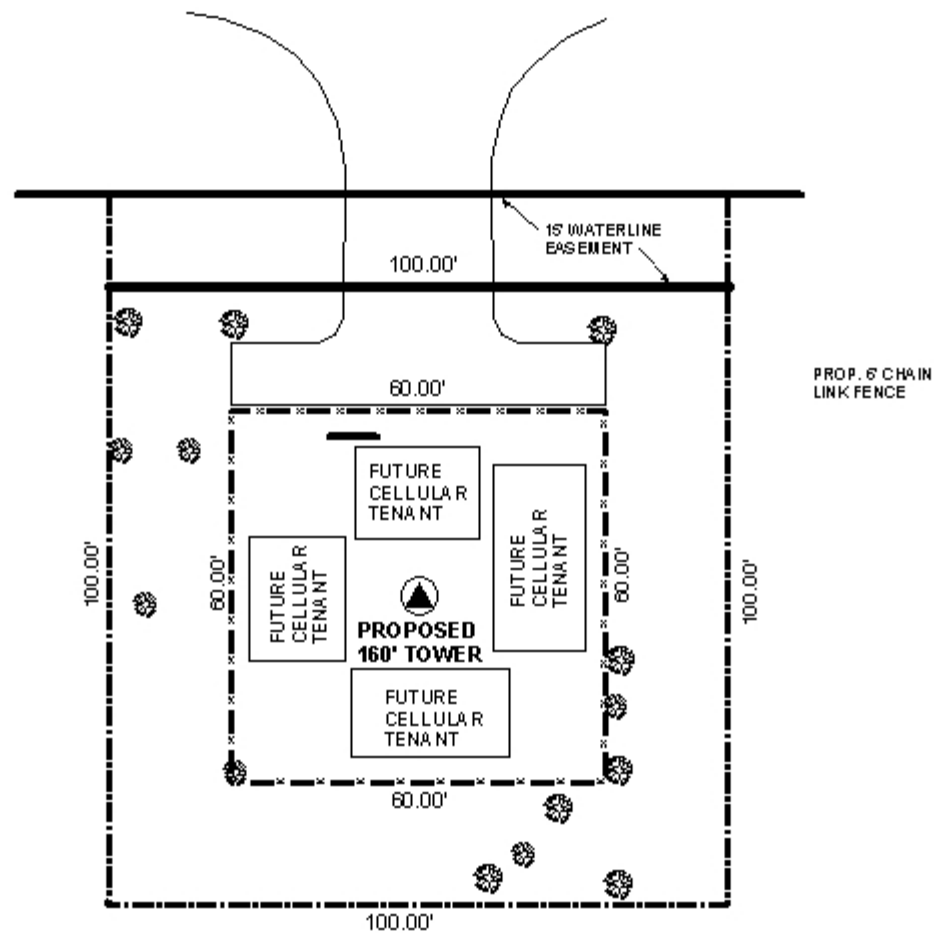 15' WATERLINE
EASEMENT
100.00'
PROP. 6' CHAIN
LINK FENCE
60.00'
FUTURE
CELLULAR
TENANT
FUTURE
CELLULAR
TENANT
FUTURE
CELLULAR
TENANT
100.00'
60.00'
60.00'
100.00'
PROPOSED
160' TOWER
FUTURE
CELLULAR
TENANT
60.00'
100.00'